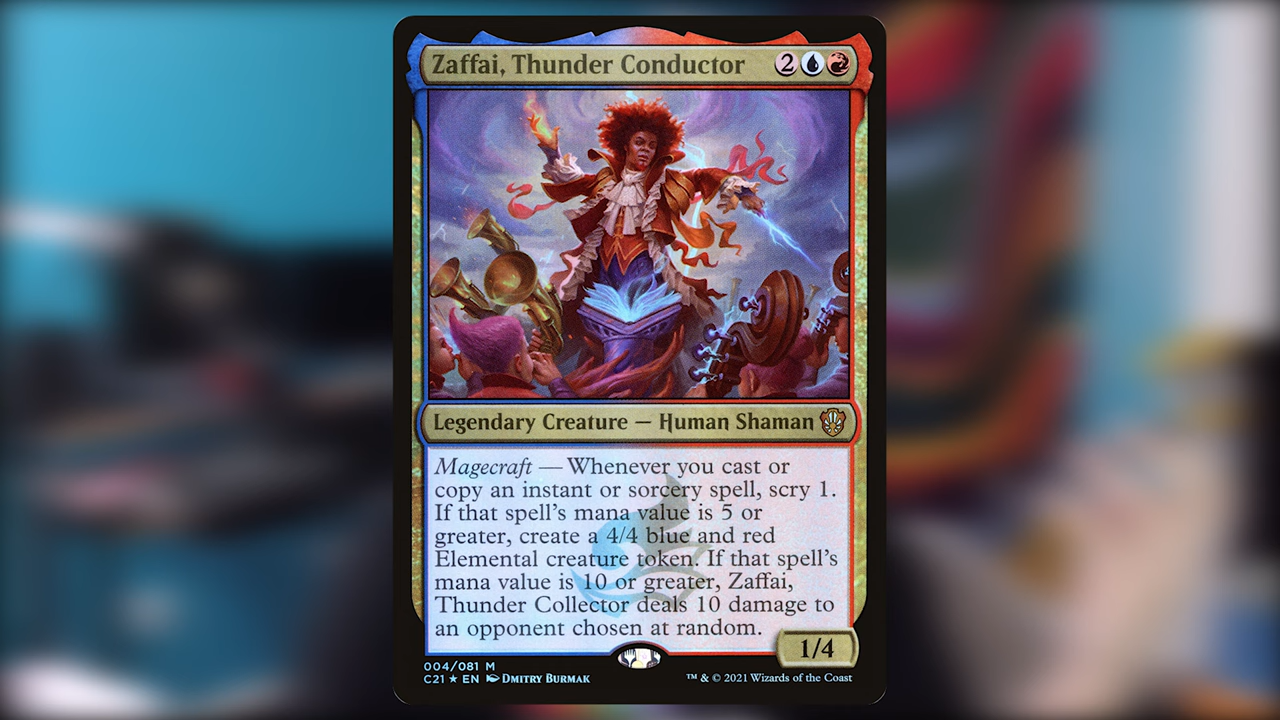 Zaffai, Thunder Conductor 2
Legendary Creature — Human Shaman
Magecraft — Whenever you cast or
copy an instant or sorcery spell, scry 1.
If that spell's mana value is 5 or
greater, create a 4/4 blue and red
Elemental creature token. If that spell's
mana value is 10 or greater, Zaffai,
Thunder Collector deals 10 damage to
an opponent chosen at random.
1/4
004/081 M
C21 ★ EN Dmitry Burmak
™ & © 2021 Wizards of the Coast